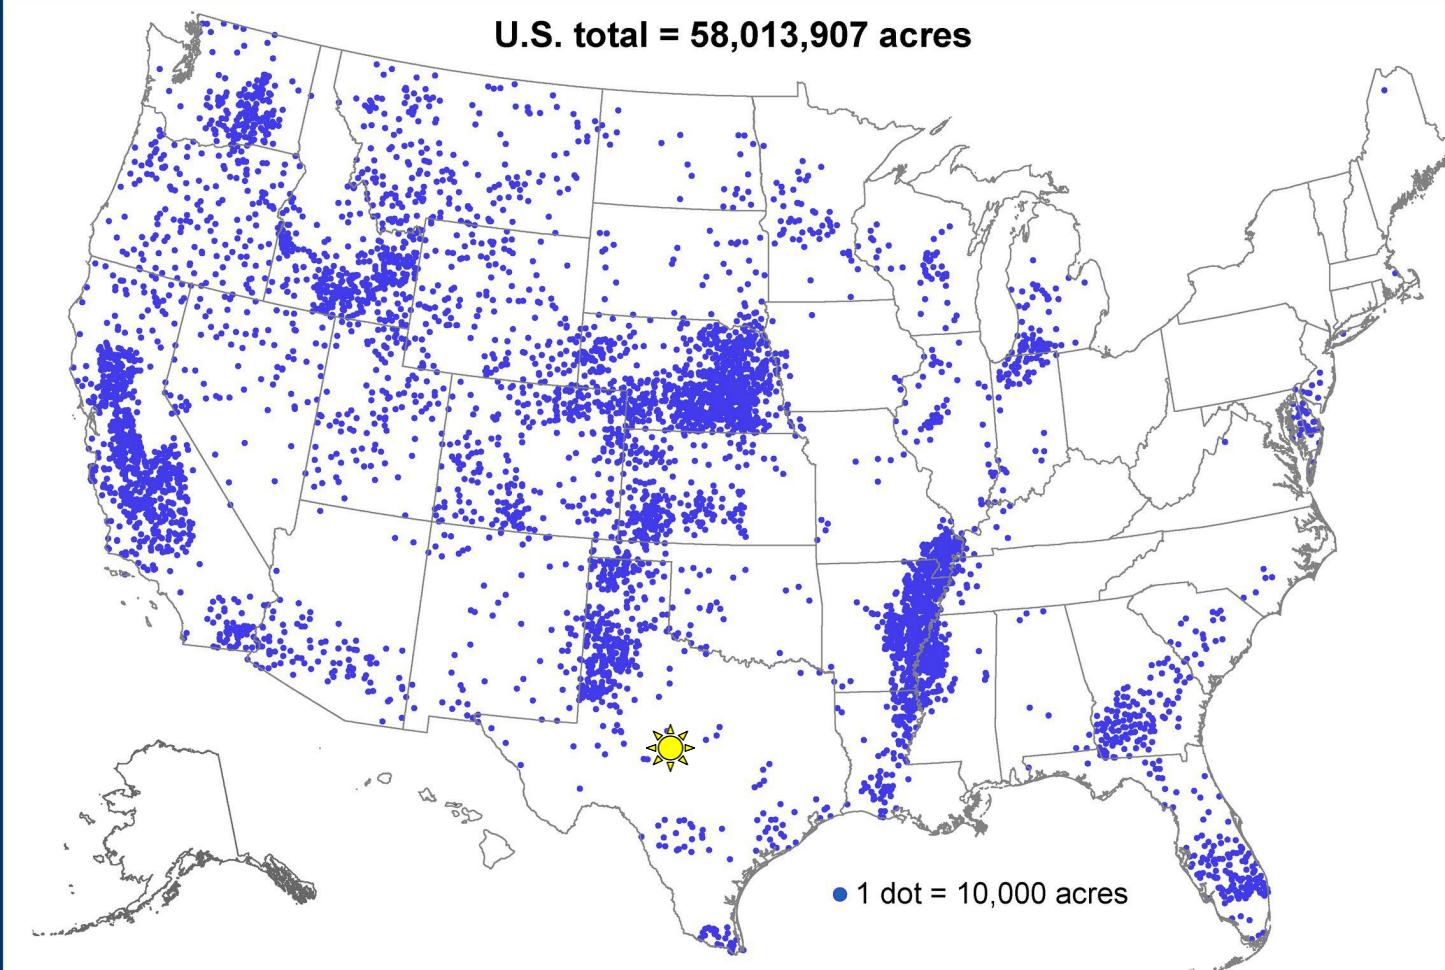 U.S. total = 58,013,907 acres
1 dot = 10,000 acres